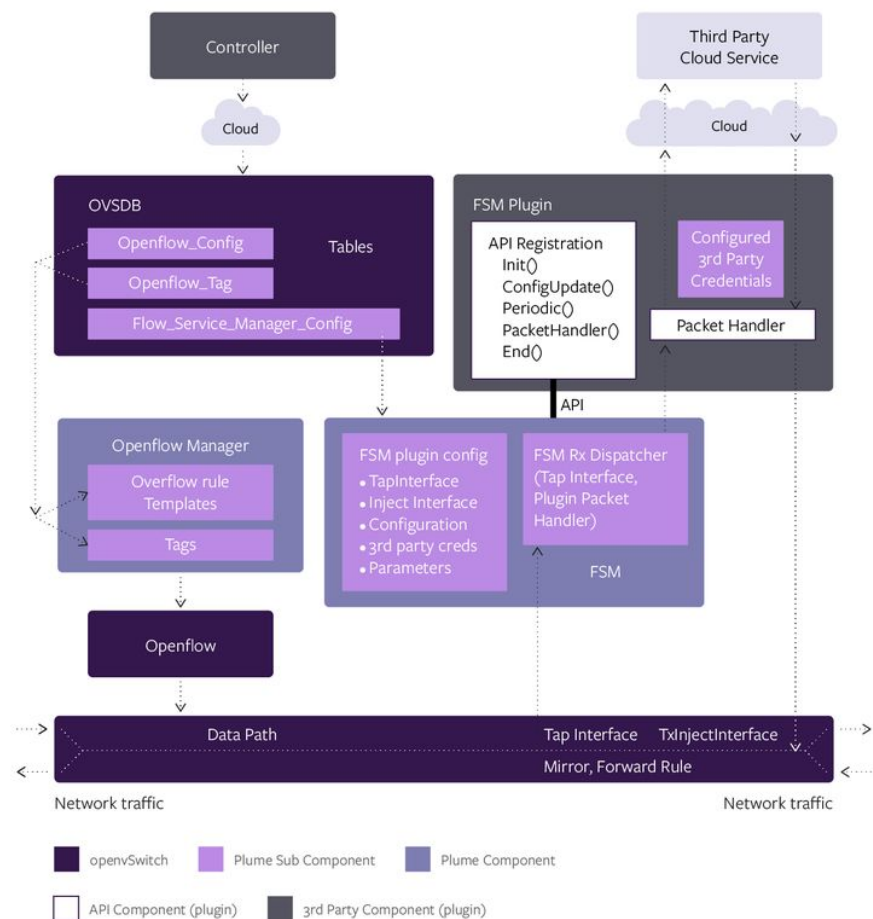 Controller
Third Party
Cloud Service
Cloud
Cloud
OVSDB
Openflow_Config
Tables
Openflow_Tag
Flow_Service_Manager_Config
FSM Plugin
API Registration
Init()
ConfigUpdate()
Periodic()
PacketHandler()
End()
Configured
3rd Party
Credentials
Packet Handler
API
Openflow Manager
Overflow rule
Templates
Tags
FSM plugin config
• TapInterface
• Inject Interface
• Configuration
• 3rd party creds
• Parameters
FSM Rx Dispatcher
(Tap Interface,
Plugin Packet
Handler)
FSM
Openflow
Data Path
Tap Interface
TxInjectInterface
Mirror, Forward Rule
Network traffic
Network traffic
openvSwitch
Plume Sub Component
Plume Component
API Component (plugin)
3rd Party Component (plugin)